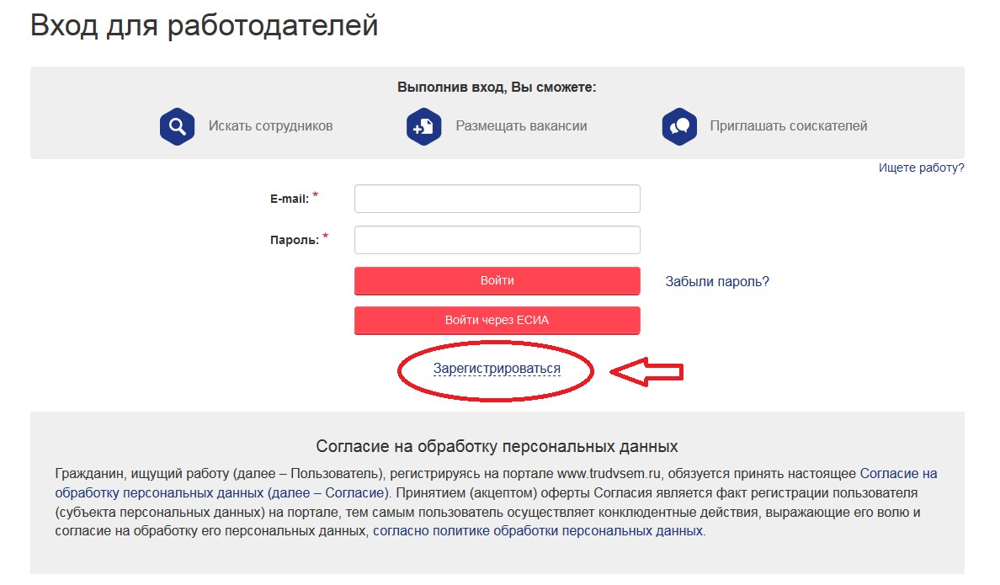 Вход для работодателей
Выполнив вход, Вы сможете:
Искать сотрудников
Размещать вакансии
Приглашать соискателей
Ищете работу?
E-mail: *
Пароль: *
Войти
Забыли пароль?
Войти через ЕСИА
Зарегистрироваться
Согласие на обработку персональных данных
Гражданин, ищущий работу (далее – Пользователь), регистрируясь на портале www.trudvsem.ru, обязуется принять настоящее Согласие на
обработку персональных данных (далее – Согласие). Принятием (акцептом) оферты Согласия является факт регистрации пользователя
(субъекта персональных данных) на портале, тем самым пользователь осуществляет конклюдентные действия, выражающие его волю и
согласие на обработку его персональных данных, согласно политике обработки персональных данных.